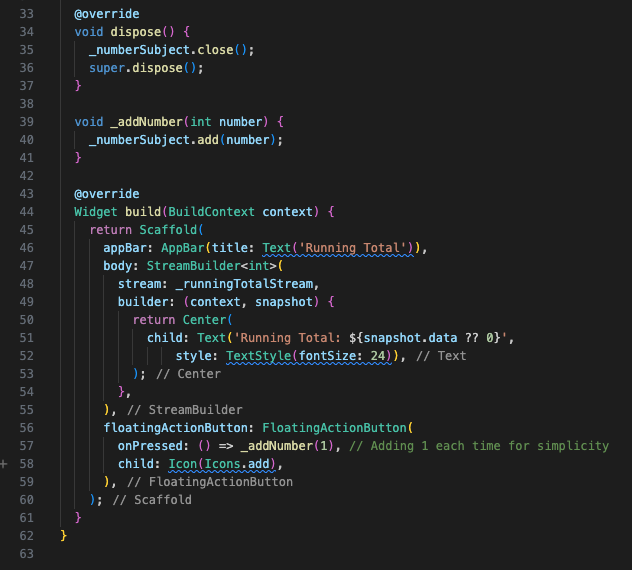 33 @override
34 void dispose() {
35 _numberSubject.close();
36 super.dispose();
37 }
38
39 void _addNumber(int number) {
40 _numberSubject.add(number);
41 }
42
43 @override
44 Widget build(BuildContext context) {
45 return Scaffold(
46 appBar: AppBar(title: Text('Running Total')),
47 body: StreamBuilder<int>(
48 stream: _runningTotalStream,
49 builder: (context, snapshot) {
50 return Center(
51 child: Text('Running Total: ${snapshot.data ?? 0}',
52 style: TextStyle(fontSize: 24)), // Text
53 ); // Center
54 },
55 ), // StreamBuilder
56 floatingActionButton: FloatingActionButton(
57 onPressed: () => _addNumber(1), // Adding 1 each time for simplicity
58 child: Icon(Icons.add),
59 ), // FloatingActionButton
60 ); // Scaffold
61 }
62 }
63